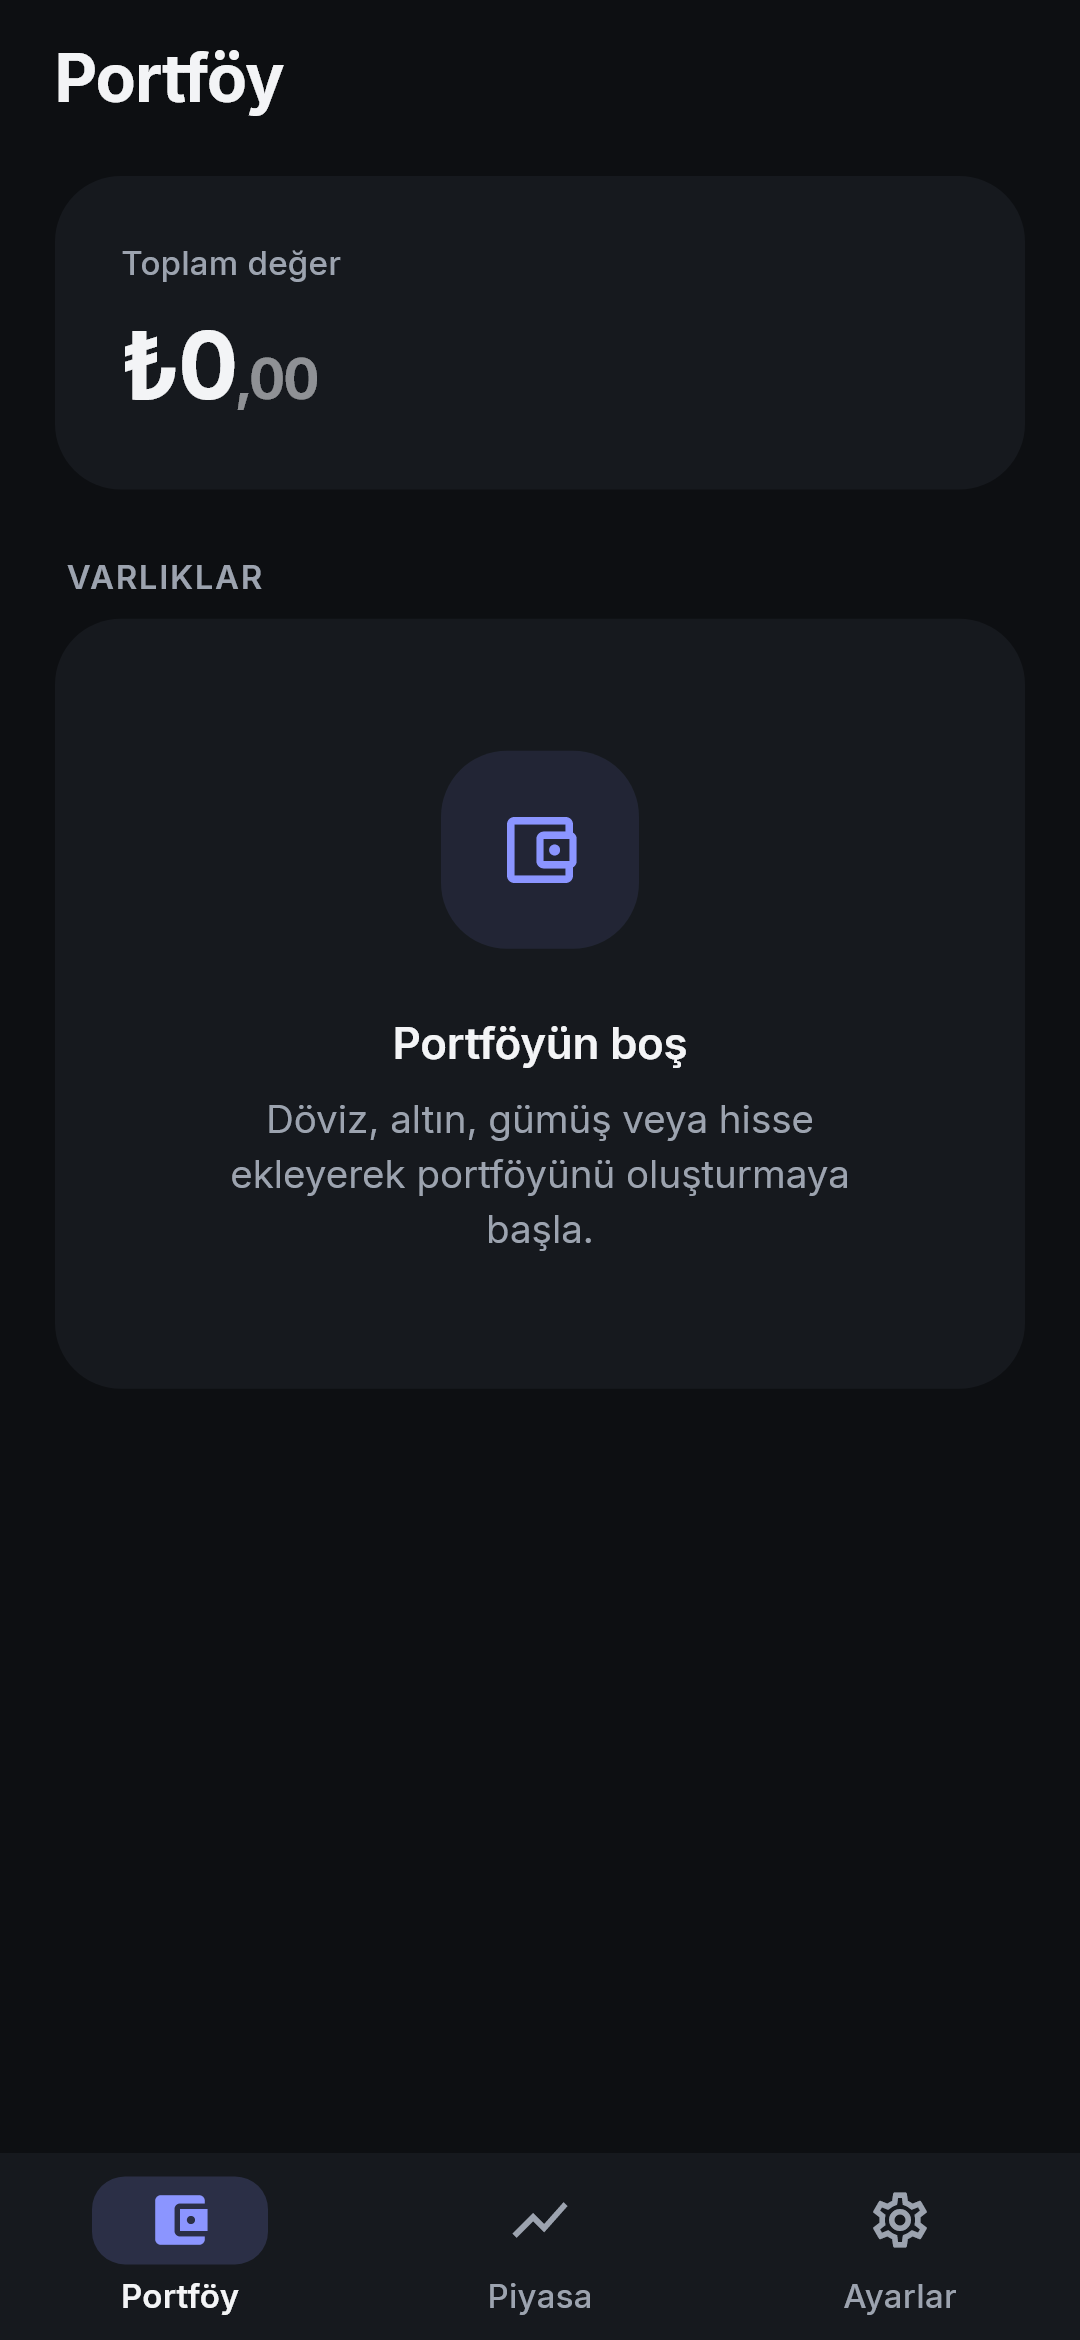 Portföy
Toplam değer
₺0,00
VARLIKLAR
Portföyün boş
Döviz, altın, gümüş veya hisse
ekleyerek portföyünü oluşturmaya
başla.
Portföy
Piyasa
Ayarlar